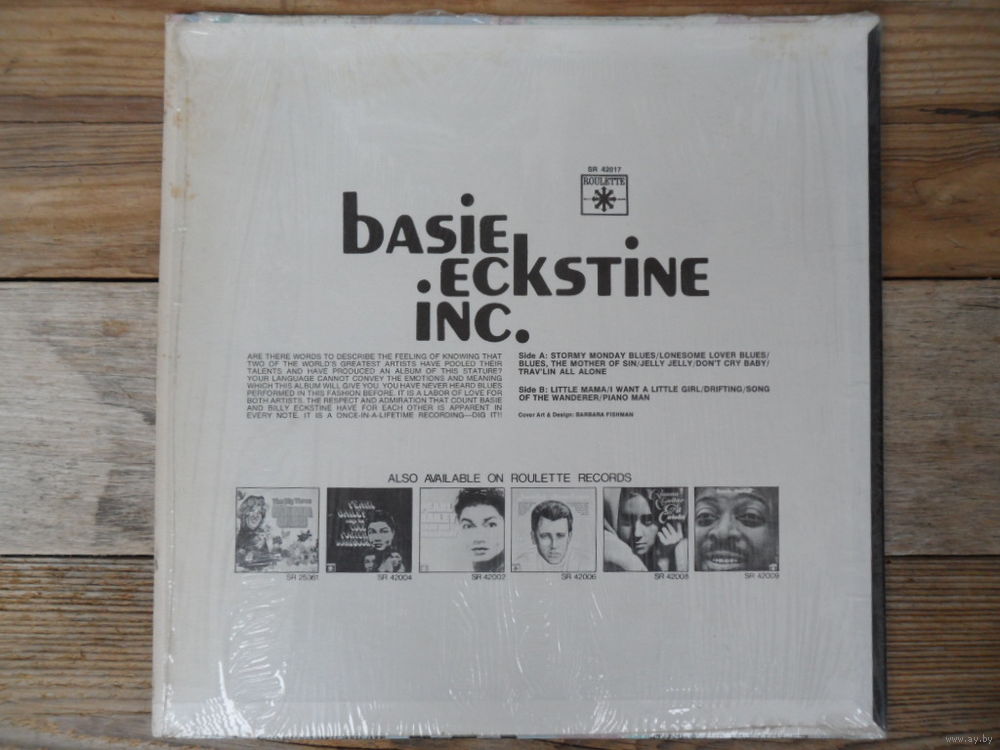 SR 42017
ROULETTE
bASiE
ECKSTiNE
iNC.
ARE THERE WORDS TO DESCRIBE THE FEELING OF KNOWING THAT
TWO OF THE WORLD'S GREATEST ARTISTS HAVE POOLED THEIR
TALENTS AND HAVE PRODUCED AN ALBUM OF THIS STATURE?
YOUR LANGUAGE CANNOT CONVEY THE EMOTIONS AND MEANING
WHICH THIS ALBUM WILL GIVE YOU. YOU HAVE NEVER HEARD BLUES
PERFORMED IN THIS FASHION BEFORE. IT IS A LABOR OF LOVE FOR
BOTH ARTISTS. THE RESPECT AND ADMIRATION THAT COUNT BASIE
AND BILLY ECKSTINE HAVE FOR EACH OTHER IS APPARENT IN
EVERY NOTE. IT IS A ONCE-IN-A-LIFETIME RECORDING—DIG IT!!
Side A: STORMY MONDAY BLUES/LONESOME LOVER BLUES/
BLUES, THE MOTHER OF SIN/JELLY JELLY/DON'T CRY BABY/
TRAV'LIN ALL ALONE
Side B: LITTLE MAMA/I WANT A LITTLE GIRL/DRIFTING/SONG
OF THE WANDERER/PIANO MAN
Cover Art & Design: BARBARA FISHMAN
ALSO AVAILABLE ON ROULETTE RECORDS
The Big Three
PEARL
BAILEY
SR 25361
SR 42004
SR 42002
SR 42006
SR 42008
SR 42009
www.ay.by